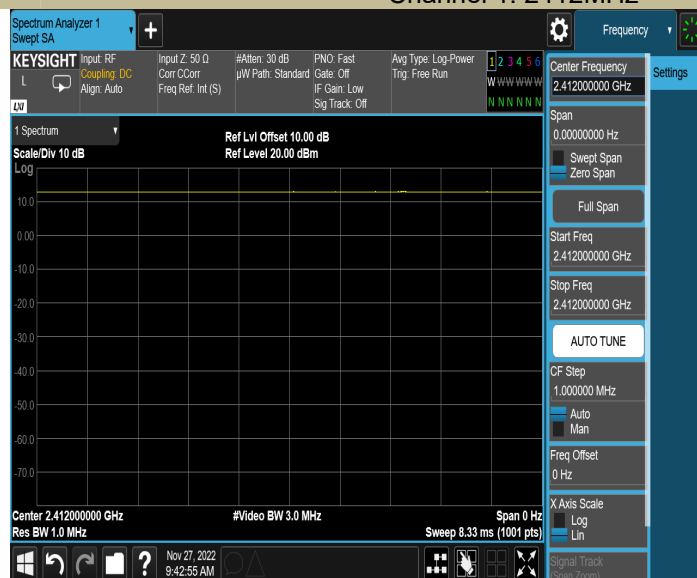 Channel 1: 2412MHz
Spectrum Analyzer 1
Swept SA
+
Frequency
KEYSIGHT
L
LXI
Input: RF
Coupling: DC
Align: Auto
Input Z: 50 Ω
Corr CCorr
Freq Ref: Int (S)
#Atten: 30 dB
µW Path: Standard
PNO: Fast
Gate: Off
IF Gain: Low
Sig Track: Off
Avg Type: Log-Power
Trig: Free Run
1 2 3 4 5 6
W W W W W W
N N N N N N
Settings
Center Frequency
2.412000000 GHz
Span
0.00000000 Hz
Swept Span
Zero Span
Full Span
Start Freq
2.412000000 GHz
Stop Freq
2.412000000 GHz
AUTO TUNE
CF Step
1.000000 MHz
Auto
Man
Freq Offset
0 Hz
X Axis Scale
Log
Lin
Signal Track
(Span Zoom)
1 Spectrum
Scale/Div 10 dB
Ref Lvl Offset 10.00 dB
Ref Level 20.00 dBm
Log
10.0
0.00
-10.0
-20.0
-30.0
-40.0
-50.0
-60.0
-70.0
Center 2.412000000 GHz
Res BW 1.0 MHz
#Video BW 3.0 MHz
Span 0 Hz
Sweep 8.33 ms (1001 pts)
?
Nov 27, 2022
9:42:55 AM